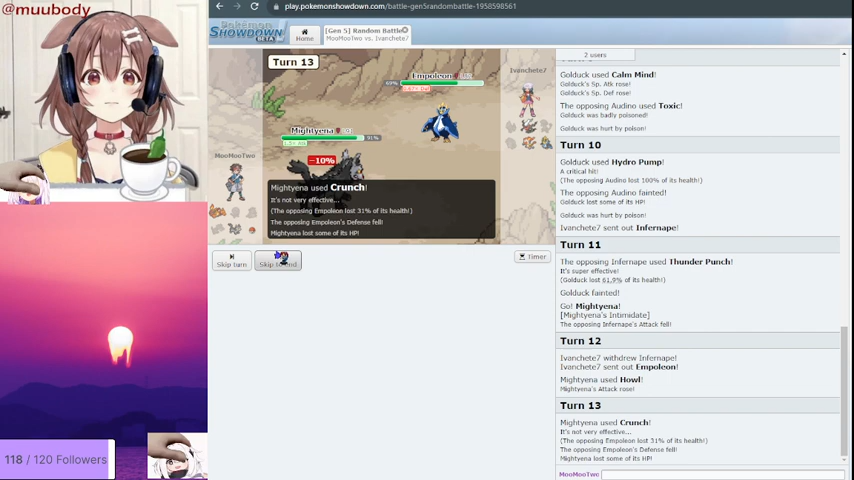 @muubody
play.pokemonshowdown.com/battle-gen5randombattle-1958598561
Pokémon
SHOWDOWN
BETA
Home
[Gen 5] Random Battle
MooMooTwo vs. Ivanchete7
Turn 13
Empoleon
69%
Ivanchete7
Mightyena
91%
MooMooTwo
−10%
Mightyena used Crunch!
It's not very effective...
(The opposing Empoleon lost 31% of its health!)
The opposing Empoleon's Defense fell!
Mightyena lost some of its HP!
Skip turn
Skip to end
Timer
2 users
Golduck used Calm Mind!
Golduck's Sp. Atk rose!
Golduck's Sp. Def rose!
The opposing Audino used Toxic!
Golduck was badly poisoned!
Golduck was hurt by poison!
Turn 10
Golduck used Hydro Pump!
A critical hit!
(The opposing Audino lost 100% of its health!)
The opposing Audino fainted!
Golduck lost some of its HP!
Golduck was hurt by poison!
Ivanchete7 sent out Infernape!
Turn 11
The opposing Infernape used Thunder Punch!
It's super effective!
(Golduck lost 61.9% of its health!)
Golduck fainted!
Go! Mightyena!
[Mightyena's Intimidate]
The opposing Infernape's Attack fell!
Turn 12
Ivanchete7 withdrew Infernape!
Ivanchete7 sent out Empoleon!
Mightyena used Howl!
Mightyena's Attack rose!
Turn 13
Mightyena used Crunch!
It's not very effective...
(The opposing Empoleon lost 31% of its health!)
The opposing Empoleon's Defense fell!
Mightyena lost some of its HP!
MooMooTwo
118 / 120 Followers